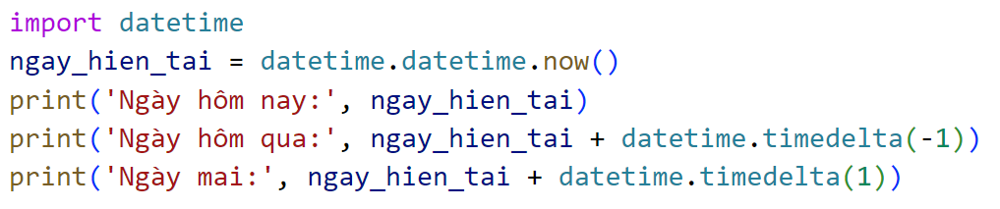 import datetime
ngay_hien_tai = datetime.datetime.now()
print('Ngày hôm nay:', ngay_hien_tai)
print('Ngày hôm qua:', ngay_hien_tai + datetime.timedelta(-1))
print('Ngày mai:', ngay_hien_tai + datetime.timedelta(1))